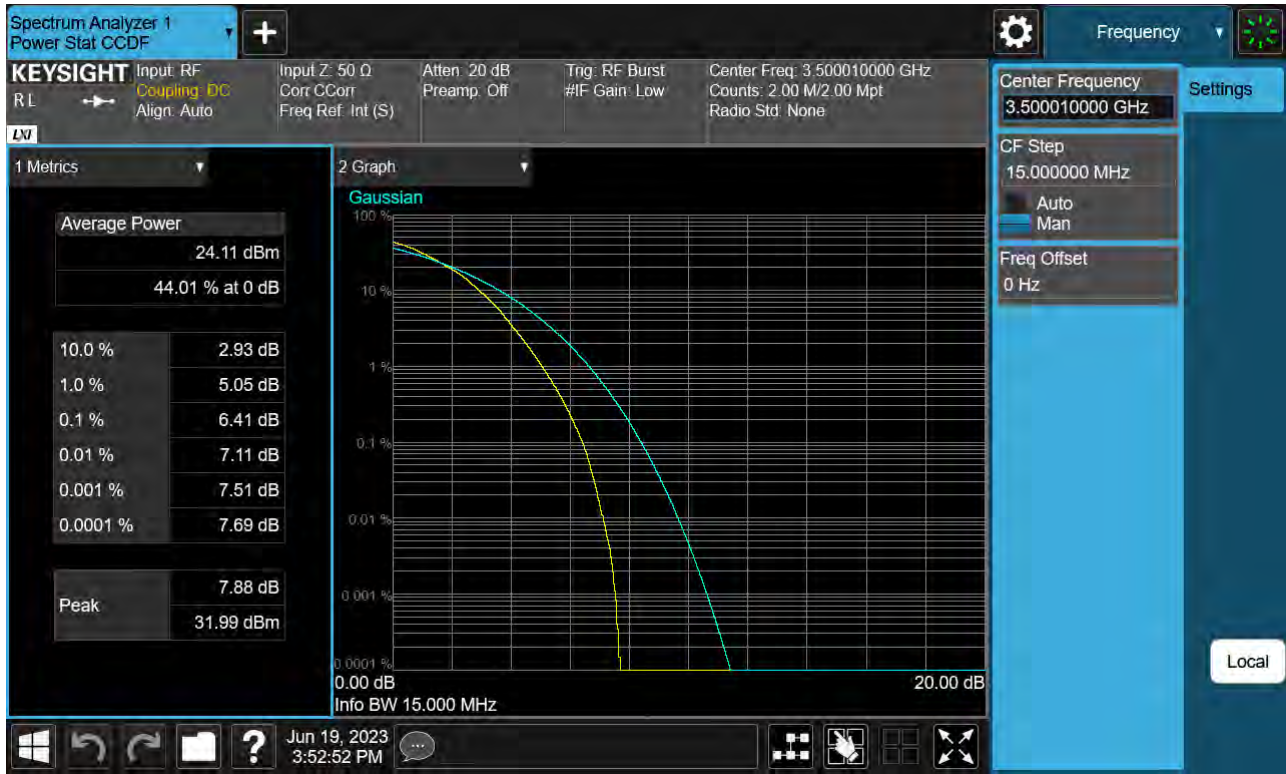 Spectrum Analyzer 1
Power Stat CCDF
+
Frequency
KEYSIGHT
RL
LXI
Input: RF
Coupling: DC
Align: Auto
Input Z: 50 Ω
Corr CCorr
Freq Ref: Int (S)
Atten: 20 dB
Preamp: Off
Trig: RF Burst
#IF Gain: Low
Center Freq: 3.500010000 GHz
Counts: 2.00 M/2.00 Mpt
Radio Std: None
Center Frequency
3.500010000 GHz
Settings
CF Step
15.000000 MHz
Auto
Man
Freq Offset
0 Hz
Local
1 Metrics
Average Power
24.11 dBm
44.01 % at 0 dB
10.0 % 2.93 dB
1.0 % 5.05 dB
0.1 % 6.41 dB
0.01 % 7.11 dB
0.001 % 7.51 dB
0.0001 % 7.69 dB
Peak
7.88 dB
31.99 dBm
2 Graph
Gaussian
100 %
10 %
1 %
0.1 %
0.01 %
0.001 %
0.0001 %
0.00 dB 20.00 dB
Info BW 15.000 MHz
?
Jun 19, 2023
3:52:52 PM